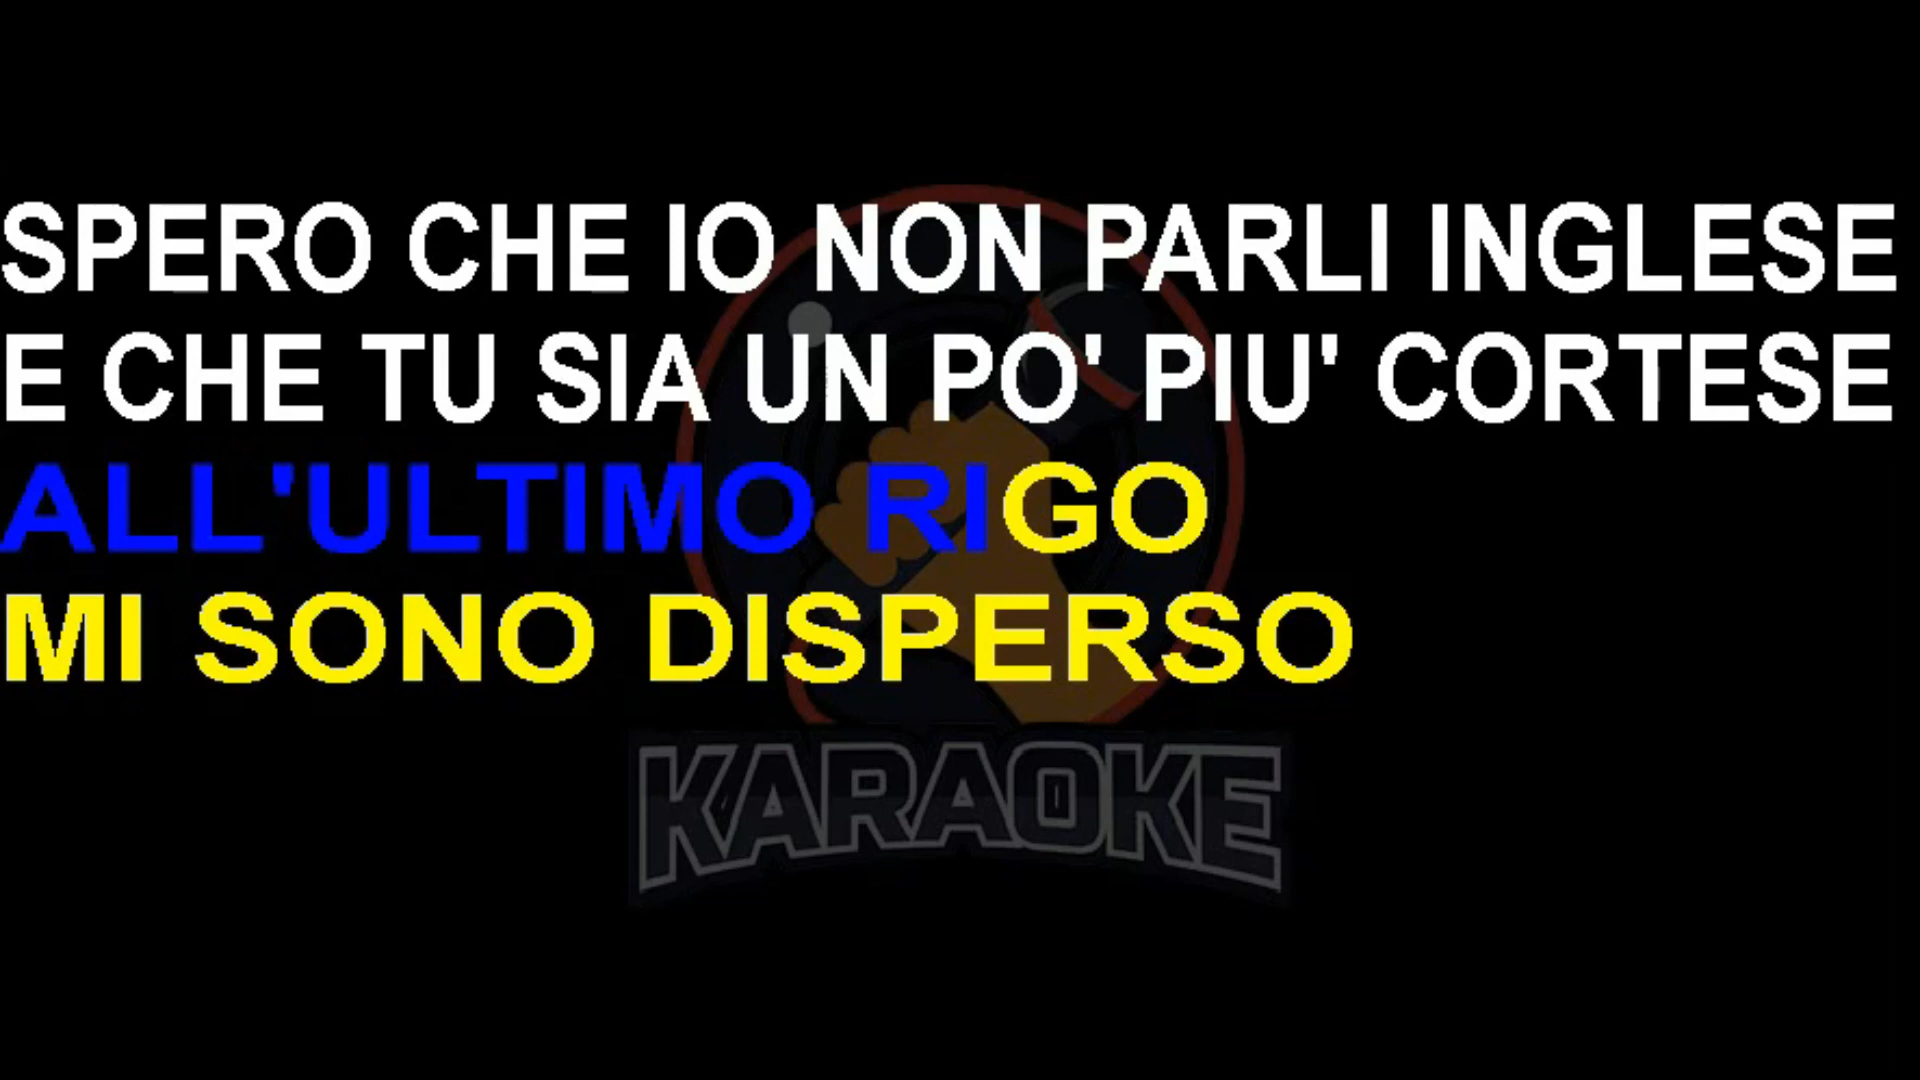 SPERO CHE IO NON PARLI INGLESE
E CHE TU SIA UN PO' PIU' CORTESE
ALL'ULTIMO RIGO
MI SONO DISPERSO
KARAOKE